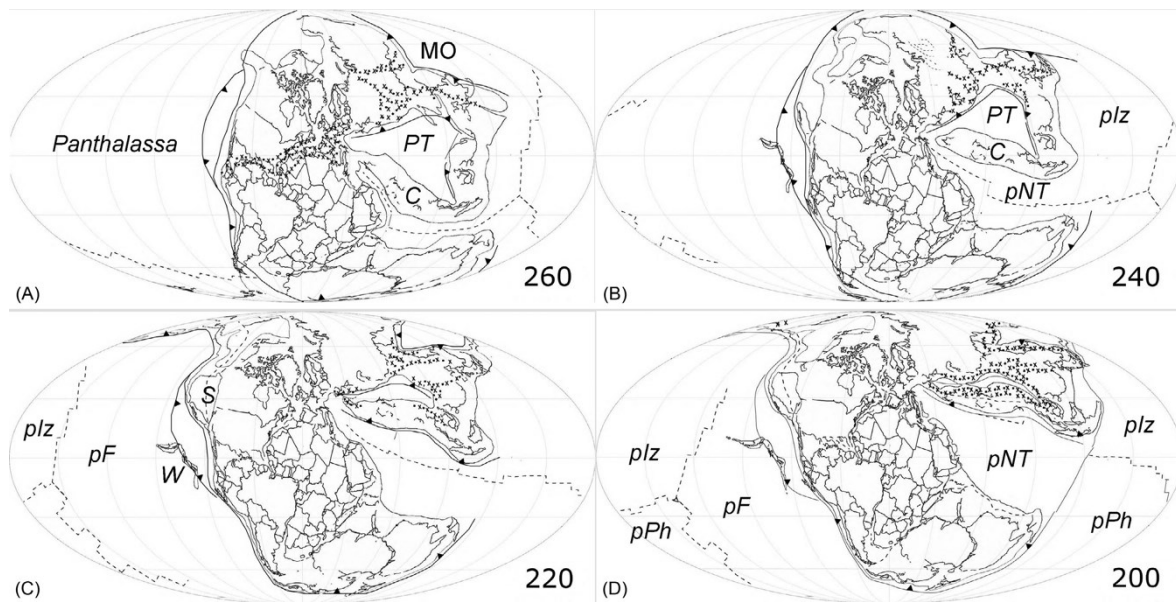 MO
Panthalassa
PT
C
260
(A)
pIz
PT
C
pNT
240
(B)
S
pIz
pF
W
220
(C)
pIz
pNT
pIz
pF
pPh
pPh
200
(D)